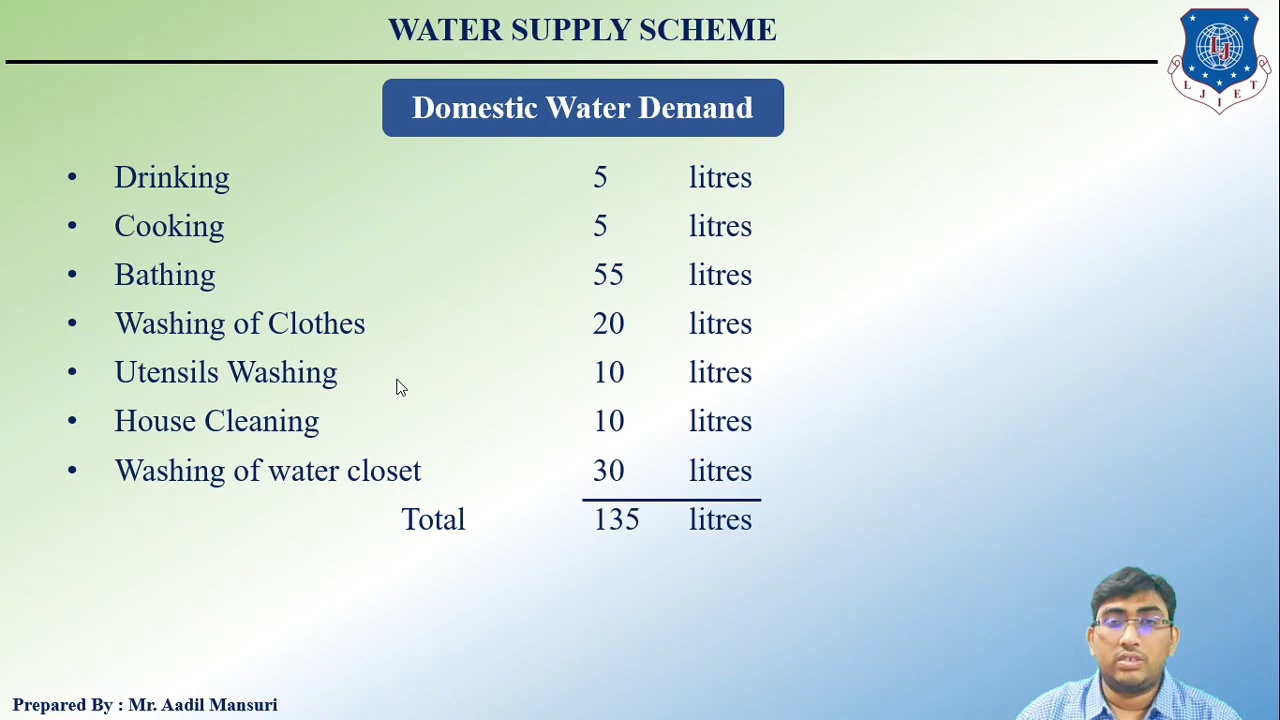 WATER SUPPLY SCHEME
LJ
L J I E T
Domestic Water Demand
• Drinking 5 litres
• Cooking 5 litres
• Bathing 55 litres
• Washing of Clothes 20 litres
• Utensils Washing 10 litres
• House Cleaning 10 litres
• Washing of water closet 30 litres
Total 135 litres
Prepared By : Mr. Aadil Mansuri